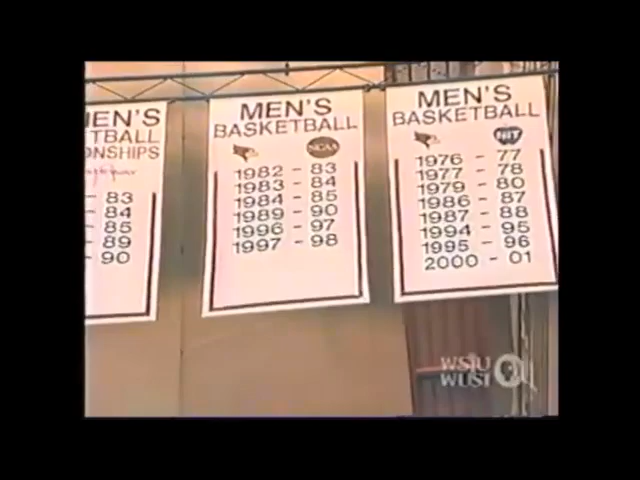 MEN'S
TBALL
ONSHIPS
- 83
- 84
- 85
- 89
- 90
MEN'S
BASKETBALL
NCAA
1982 - 83
1983 - 84
1984 - 85
1989 - 90
1996 - 97
1997 - 98
MEN'S
BASKETBALL
NIT
1976 - 77
1977 - 78
1979 - 80
1986 - 87
1987 - 88
1994 - 95
1995 - 96
2000 - 01
WSIU
WUSI